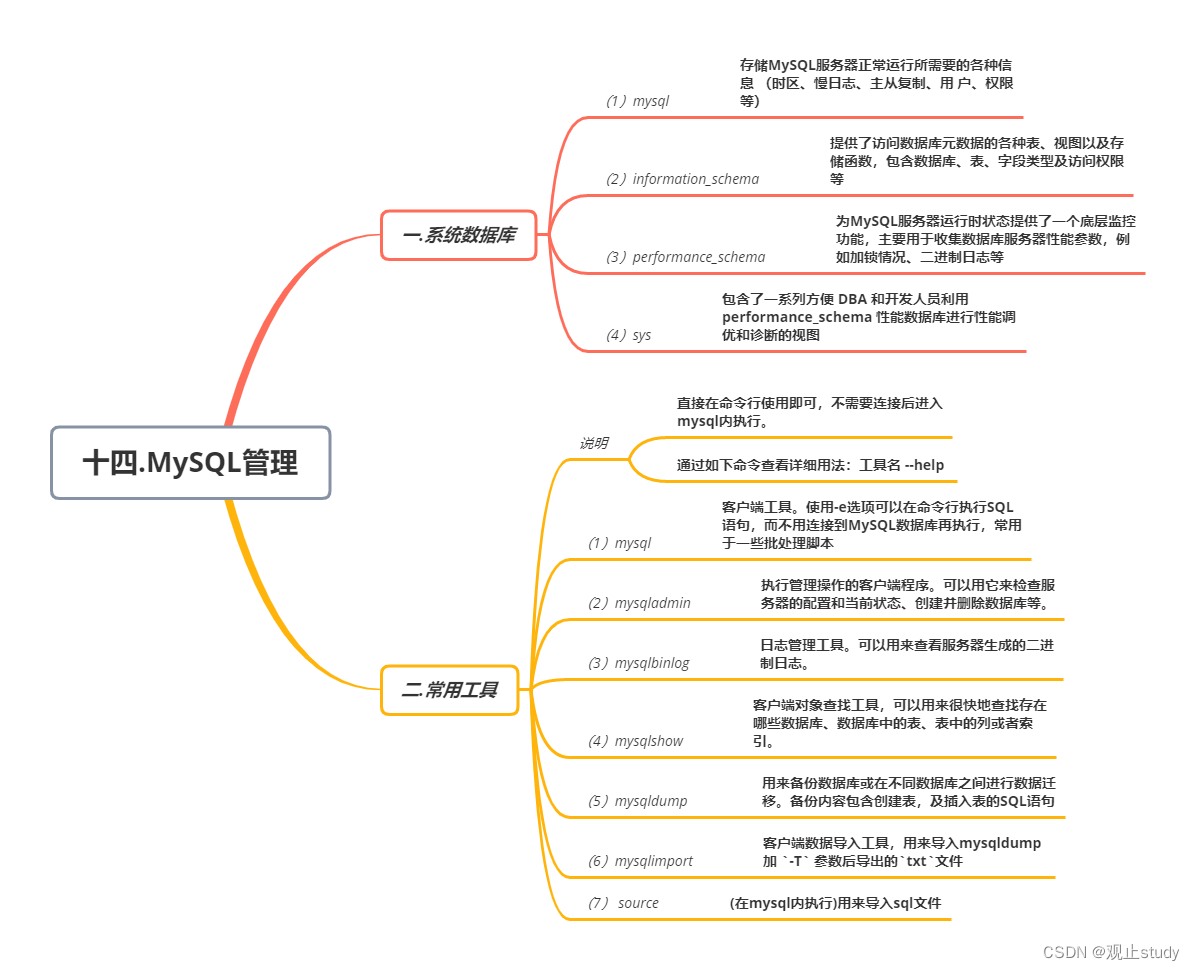 十四.MySQL管理
一.系统数据库
（1）mysql
存储MySQL服务器正常运行所需要的各种信
息 （时区、慢日志、主从复制、用 户、权限
等）
（2）information_schema
提供了访问数据库元数据的各种表、视图以及存
储函数，包含数据库、表、字段类型及访问权限
等
（3）performance_schema
为MySQL服务器运行时状态提供了一个底层监控
功能，主要用于收集数据库服务器性能参数，例
如加锁情况、二进制日志等
（4）sys
包含了一系列方便 DBA 和开发人员利用
performance_schema 性能数据库进行性能调
优和诊断的视图
二.常用工具
说明
直接在命令行使用即可，不需要连接后进入
mysql内执行。
通过如下命令查看详细用法：工具名 --help
（1）mysql
客户端工具。使用-e选项可以在命令行执行SQL
语句，而不用连接到MySQL数据库再执行，常用
于一些批处理脚本
（2）mysqladmin
执行管理操作的客户端程序。可以用它来检查服
务器的配置和当前状态、创建并删除数据库等。
（3）mysqlbinlog
日志管理工具。可以用来查看服务器生成的二进
制日志。
（4）mysqlshow
客户端对象查找工具，可以用来很快地查找存在
哪些数据库、数据库中的表、表中的列或者索
引。
（5）mysqldump
用来备份数据库或在不同数据库之间进行数据迁
移。备份内容包含创建表，及插入表的SQL语句
（6）mysqlimport
客户端数据导入工具，用来导入mysqldump
加 `-T` 参数后导出的`txt`文件
（7） source
(在mysql内执行)用来导入sql文件
CSDN @观止study